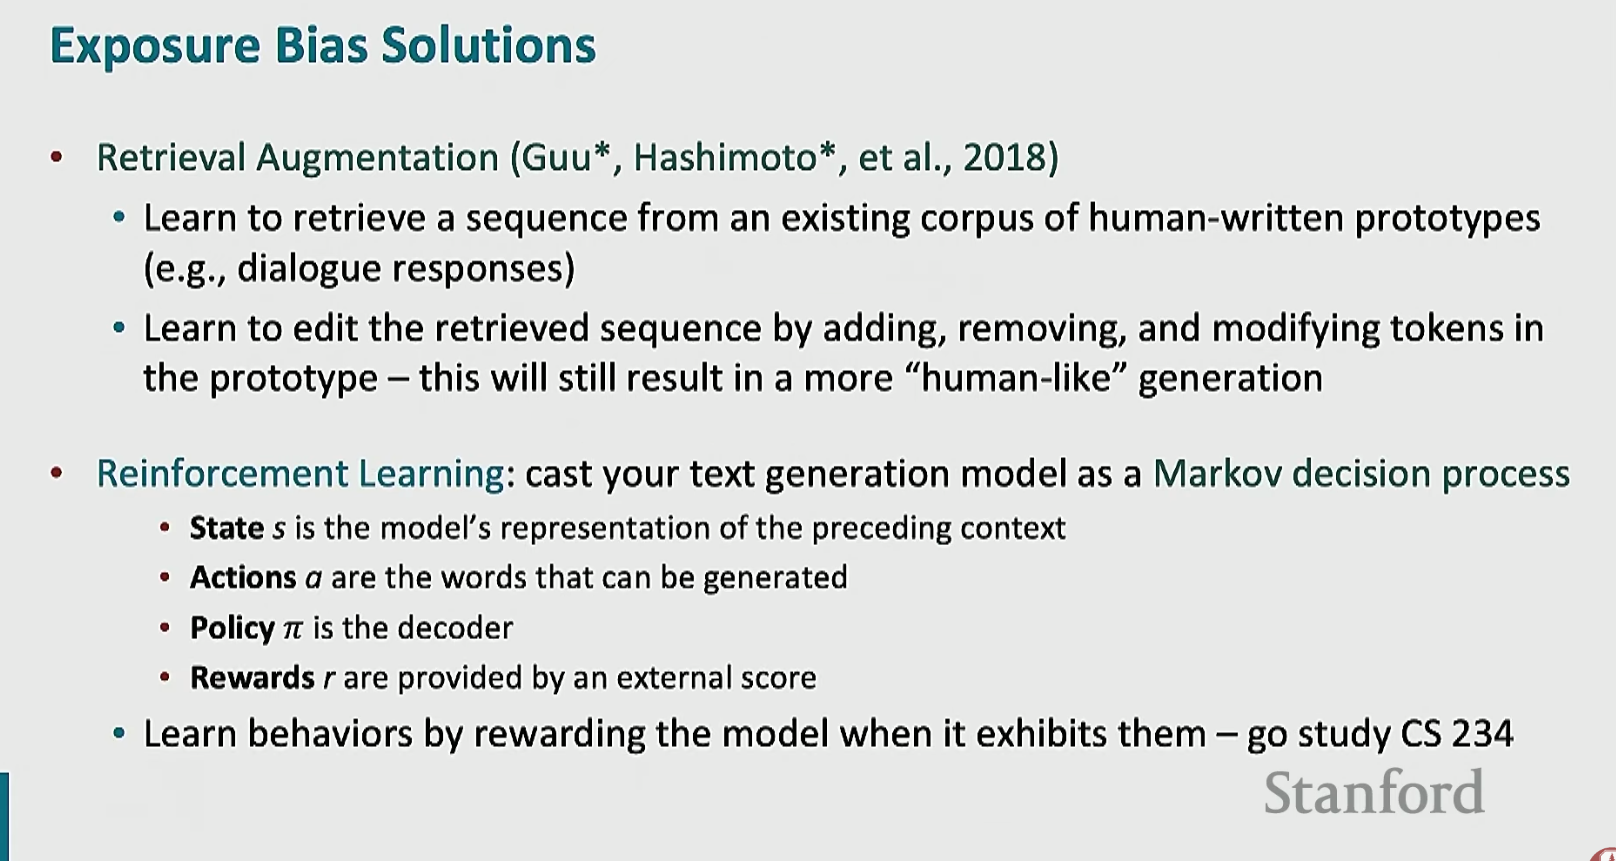 Exposure Bias Solutions
• Retrieval Augmentation (Guu*, Hashimoto*, et al., 2018)
• Learn to retrieve a sequence from an existing corpus of human-written prototypes
(e.g., dialogue responses)
• Learn to edit the retrieved sequence by adding, removing, and modifying tokens in
the prototype – this will still result in a more “human-like” generation
• Reinforcement Learning: cast your text generation model as a Markov decision process
• State s is the model’s representation of the preceding context
• Actions a are the words that can be generated
• Policy π is the decoder
• Rewards r are provided by an external score
• Learn behaviors by rewarding the model when it exhibits them – go study CS 234
Stanford